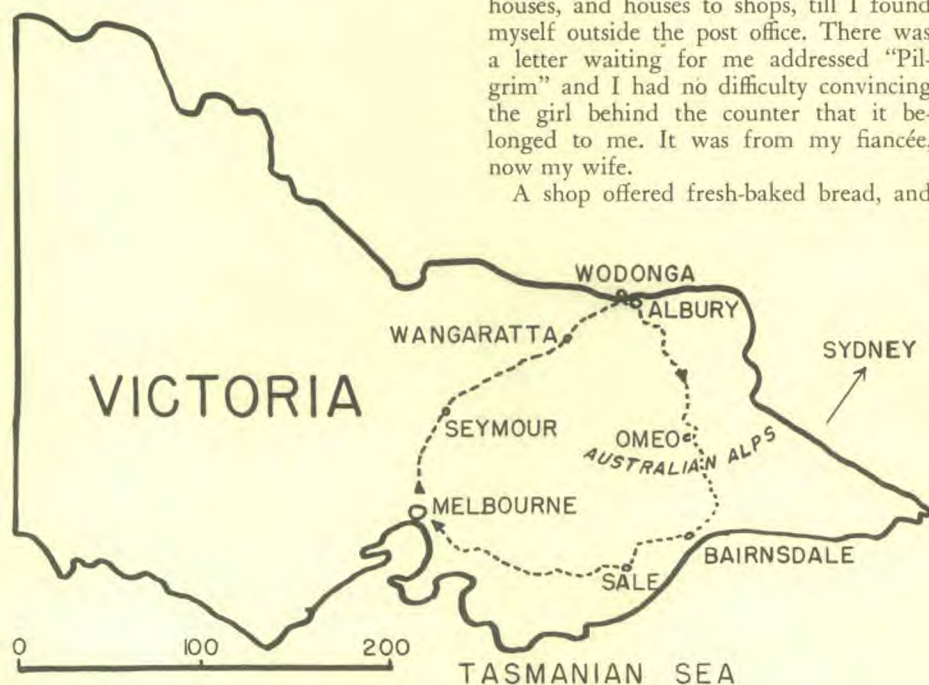 houses, and houses to shops, till I found
myself outside the post office. There was
a letter waiting for me addressed “Pil-
grim” and I had no difficulty convincing
the girl behind the counter that it be-
longed to me. It was from my fiancée,
now my wife.
A shop offered fresh-baked bread, and
WODONGA
ALBURY
WANGARATTA
SYDNEY
VICTORIA
SEYMOUR
OMEO
AUSTRALIAN ALPS
MELBOURNE
BAIRNSDALE
SALE
0 100 200
TASMANIAN SEA